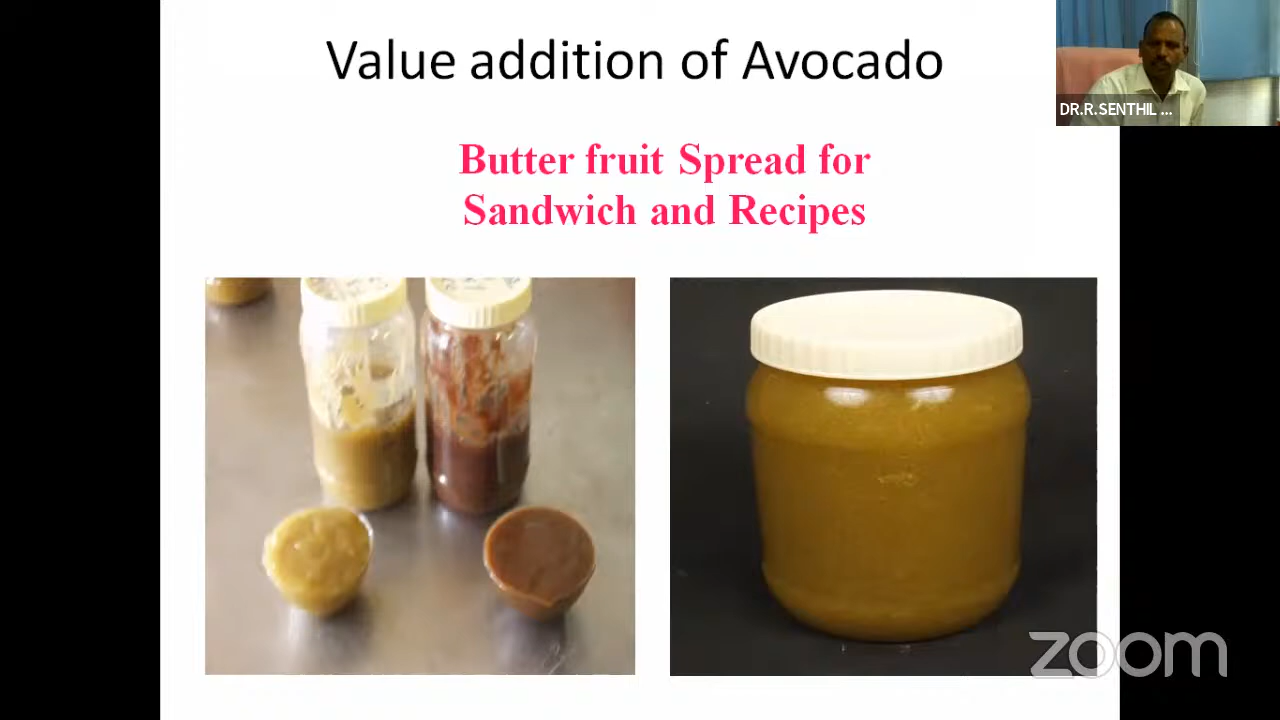 Value addition of Avocado
DR.R.SENTHIL ...
Butter fruit Spread for
Sandwich and Recipes
zoom